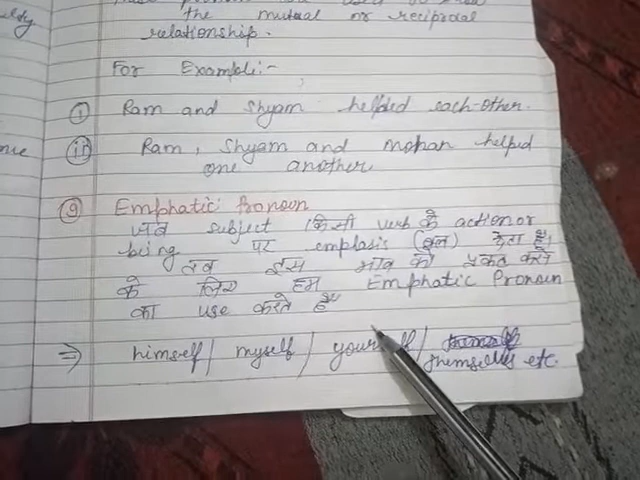 the mutual or reciprocal
relationship.
For Example:-
(i) Ram and Shyam helped each-other.
(ii) Ram, Shyam and Mohan helped
one another
(9) Emphatic Pronoun
जब subject किसी verb के action or
being पर emplasis (बल) देता है।
तब इस भाव को प्रकट करने
के लिए हम Emphatic Pronoun
का use करते हैं
⇒ himself / myself / yourself /
themselves etc.